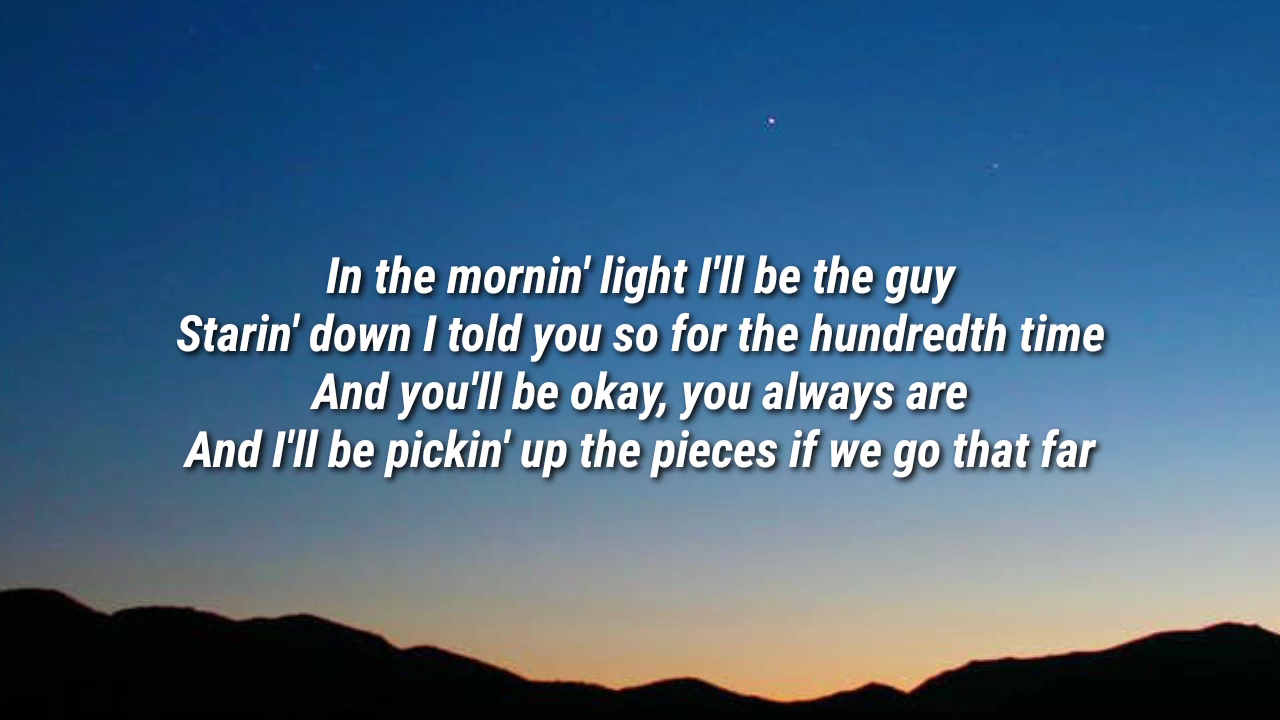 In the mornin' light I'll be the guy
Starin' down I told you so for the hundredth time
And you'll be okay, you always are
And I'll be pickin' up the pieces if we go that far